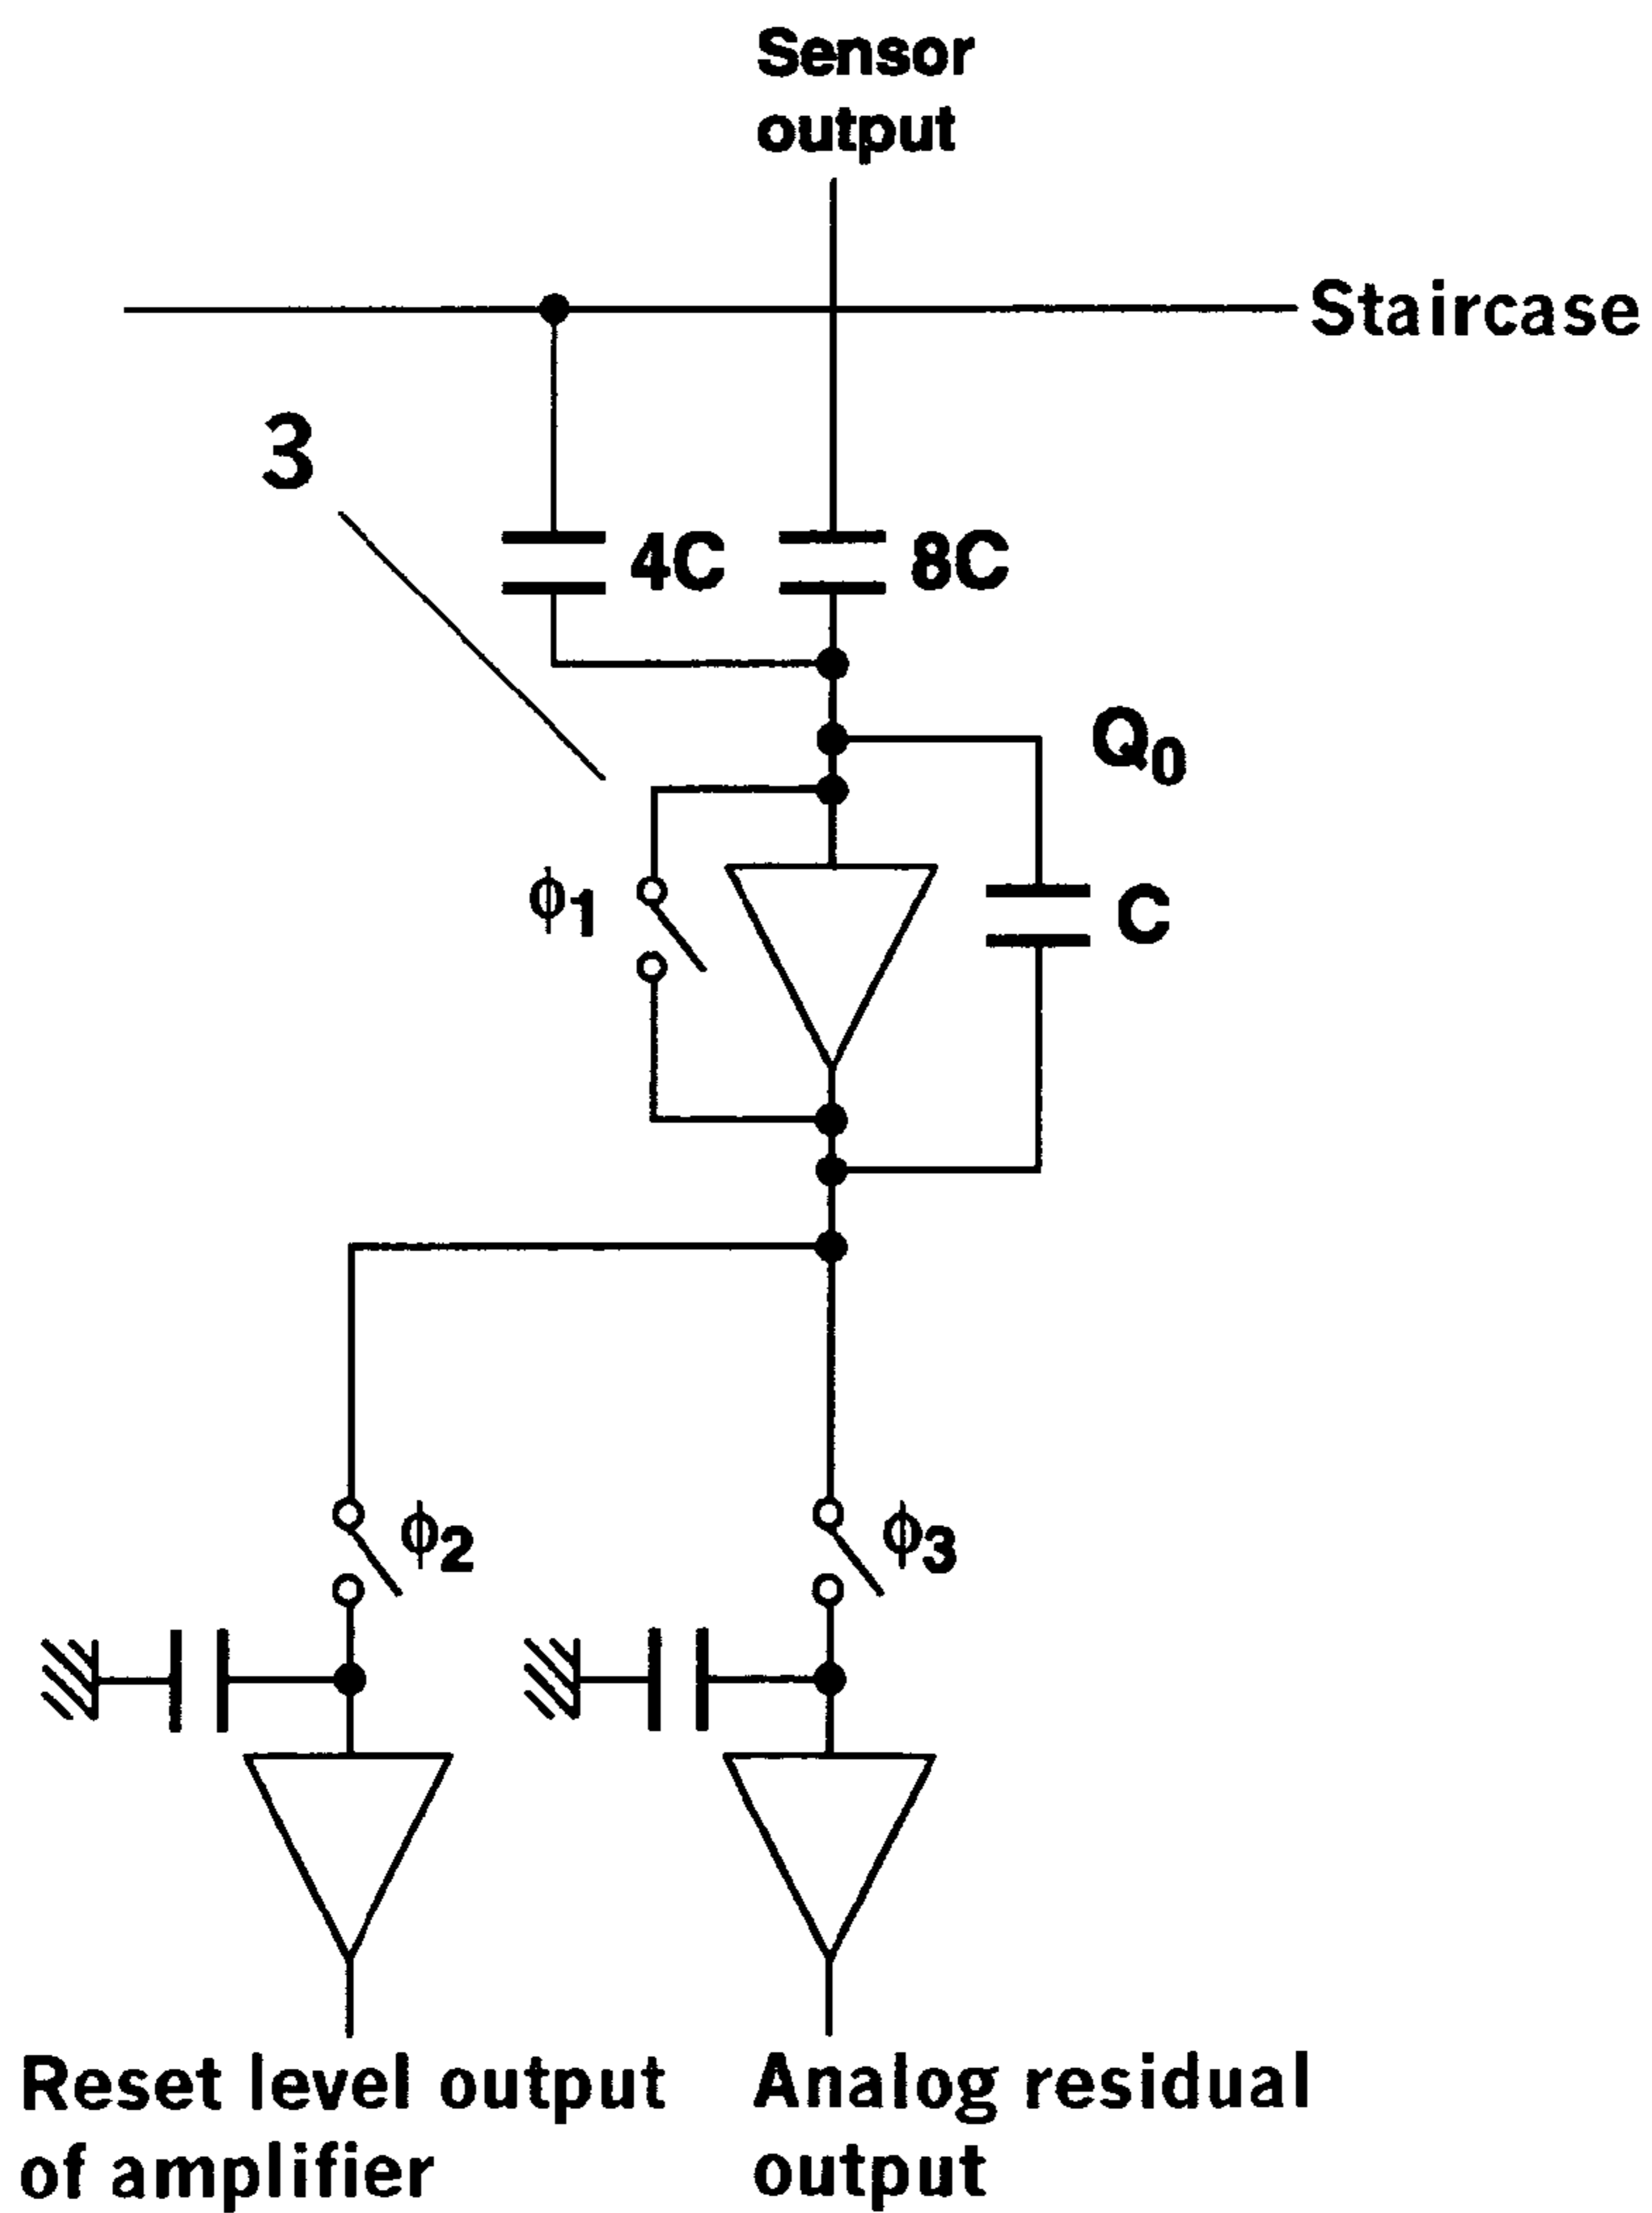 Sensor
output
Staircase
3
4C
8C
Q0
ϕ1
C
ϕ2
ϕ3
Reset level output
of amplifier
Analog residual
output